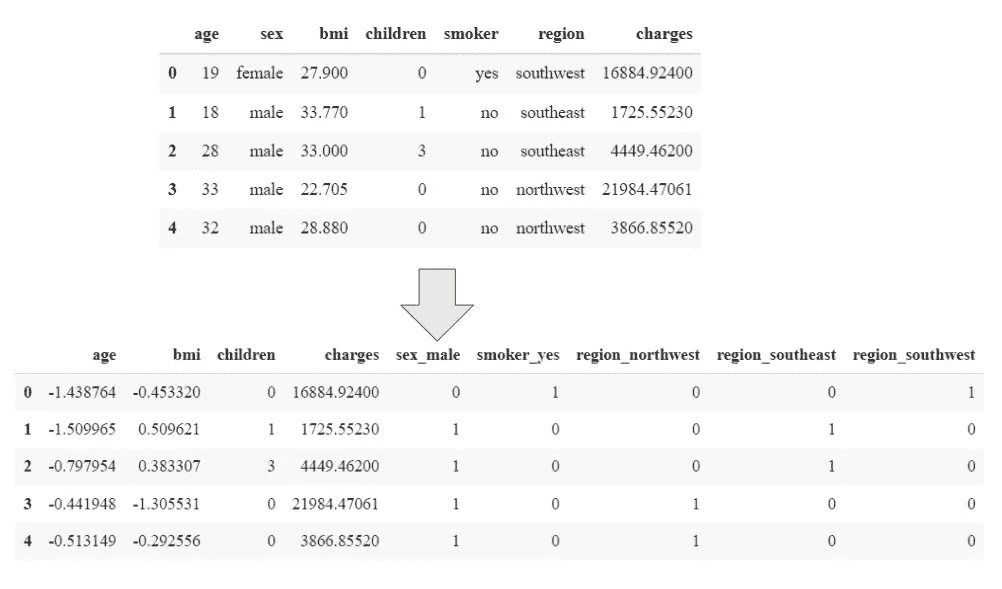 age sex bmi children smoker region charges
0 19 female 27.900 0 yes southwest 16884.92400
1 18 male 33.770 1 no southeast 1725.55230
2 28 male 33.000 3 no southeast 4449.46200
3 33 male 22.705 0 no northwest 21984.47061
4 32 male 28.880 0 no northwest 3866.85520
age bmi children charges sex_male smoker_yes region_northwest region_southeast region_southwest
0 -1.438764 -0.453320 0 16884.92400 0 1 0 0 1
1 -1.509965 0.509621 1 1725.55230 1 0 0 1 0
2 -0.797954 0.383307 3 4449.46200 1 0 0 1 0
3 -0.441948 -1.305531 0 21984.47061 1 0 1 0 0
4 -0.513149 -0.292556 0 3866.85520 1 0 1 0 0